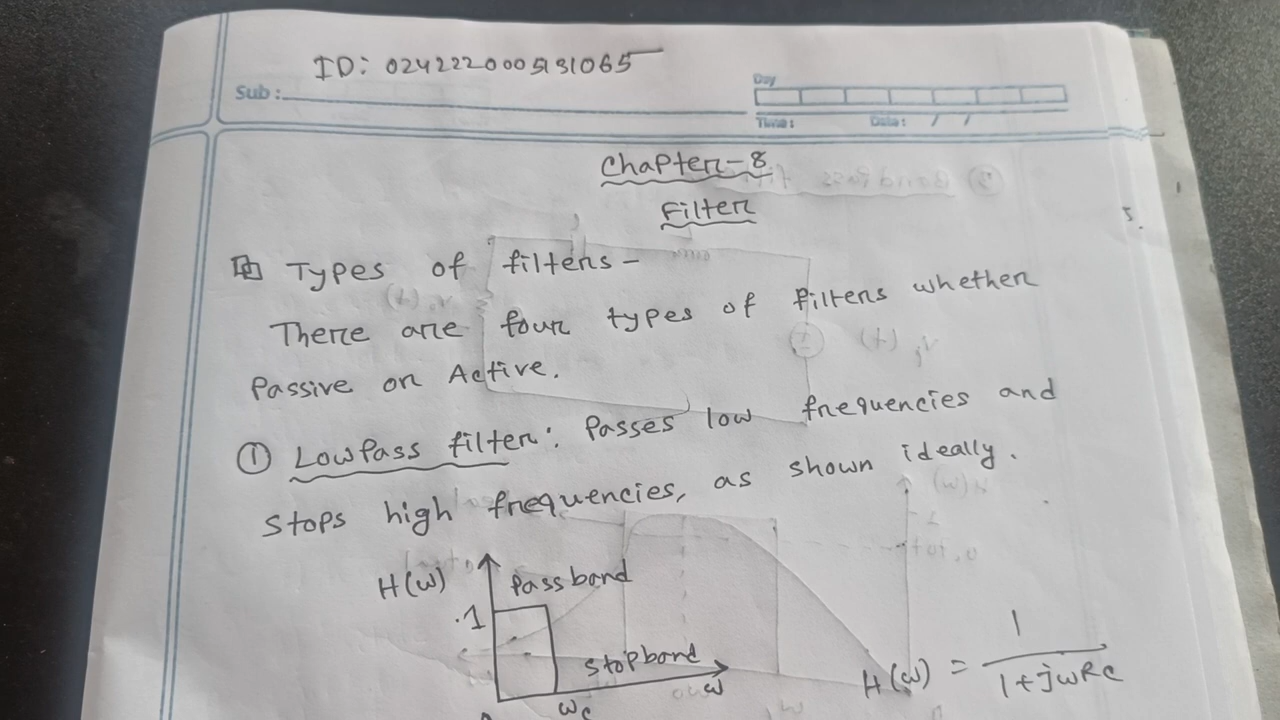 ID: 0242220005131065
Sub :
Day
Time :
Date : / /
Chapter-8
Filter
Types of filters-
There are four types of filters whether
Passive or Active.
① Lowpass filter: Passes low frequencies and
stops high frequencies, as shown ideally.
H(ω)
Pass band
1
stopband
ω
ωc
H(ω) = 1 / 1+jωRC